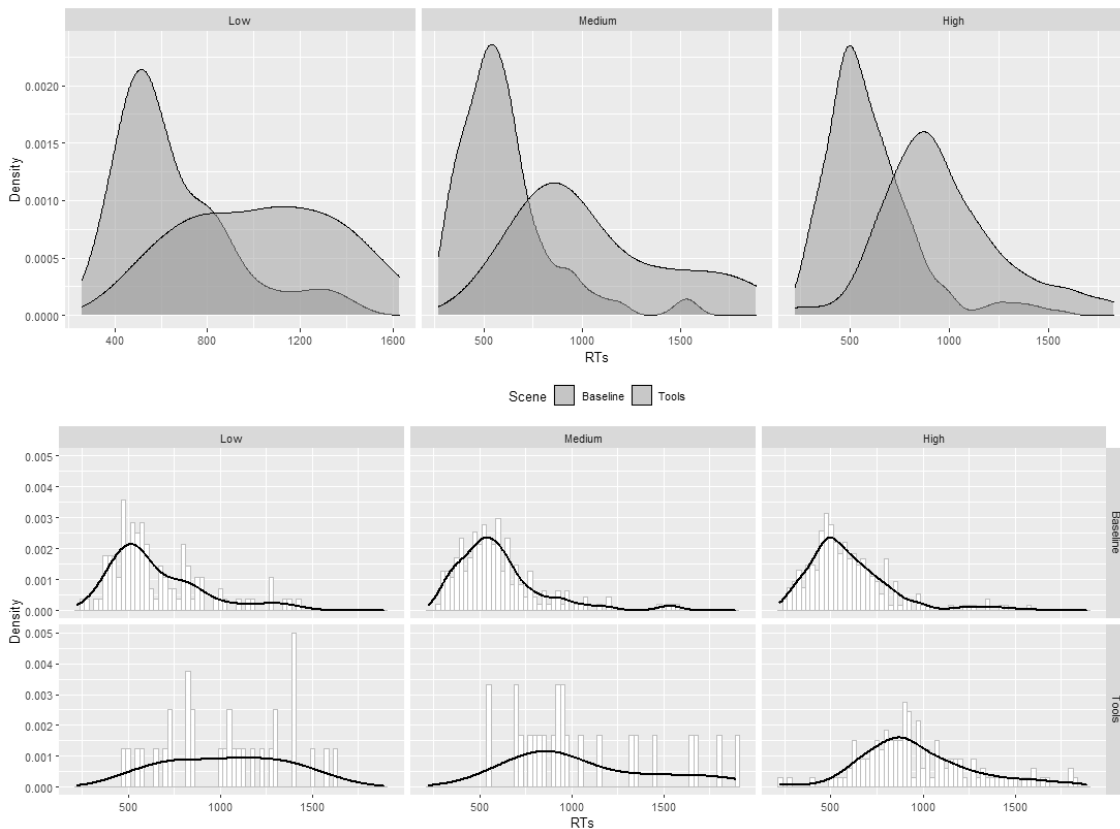 Low Medium High
0.0020
0.0015
0.0010
0.0005
0.0000
Density
400 800 1200 1600 500 1000 1500 500 1000 1500
RTs
Scene Baseline Tools
Low Medium High
0.005
0.004
0.003
0.002
0.001
0.000
Baseline
Density
0.005
0.004
0.003
0.002
0.001
0.000
Tools
500 1000 1500 500 1000 1500 500 1000 1500
RTs